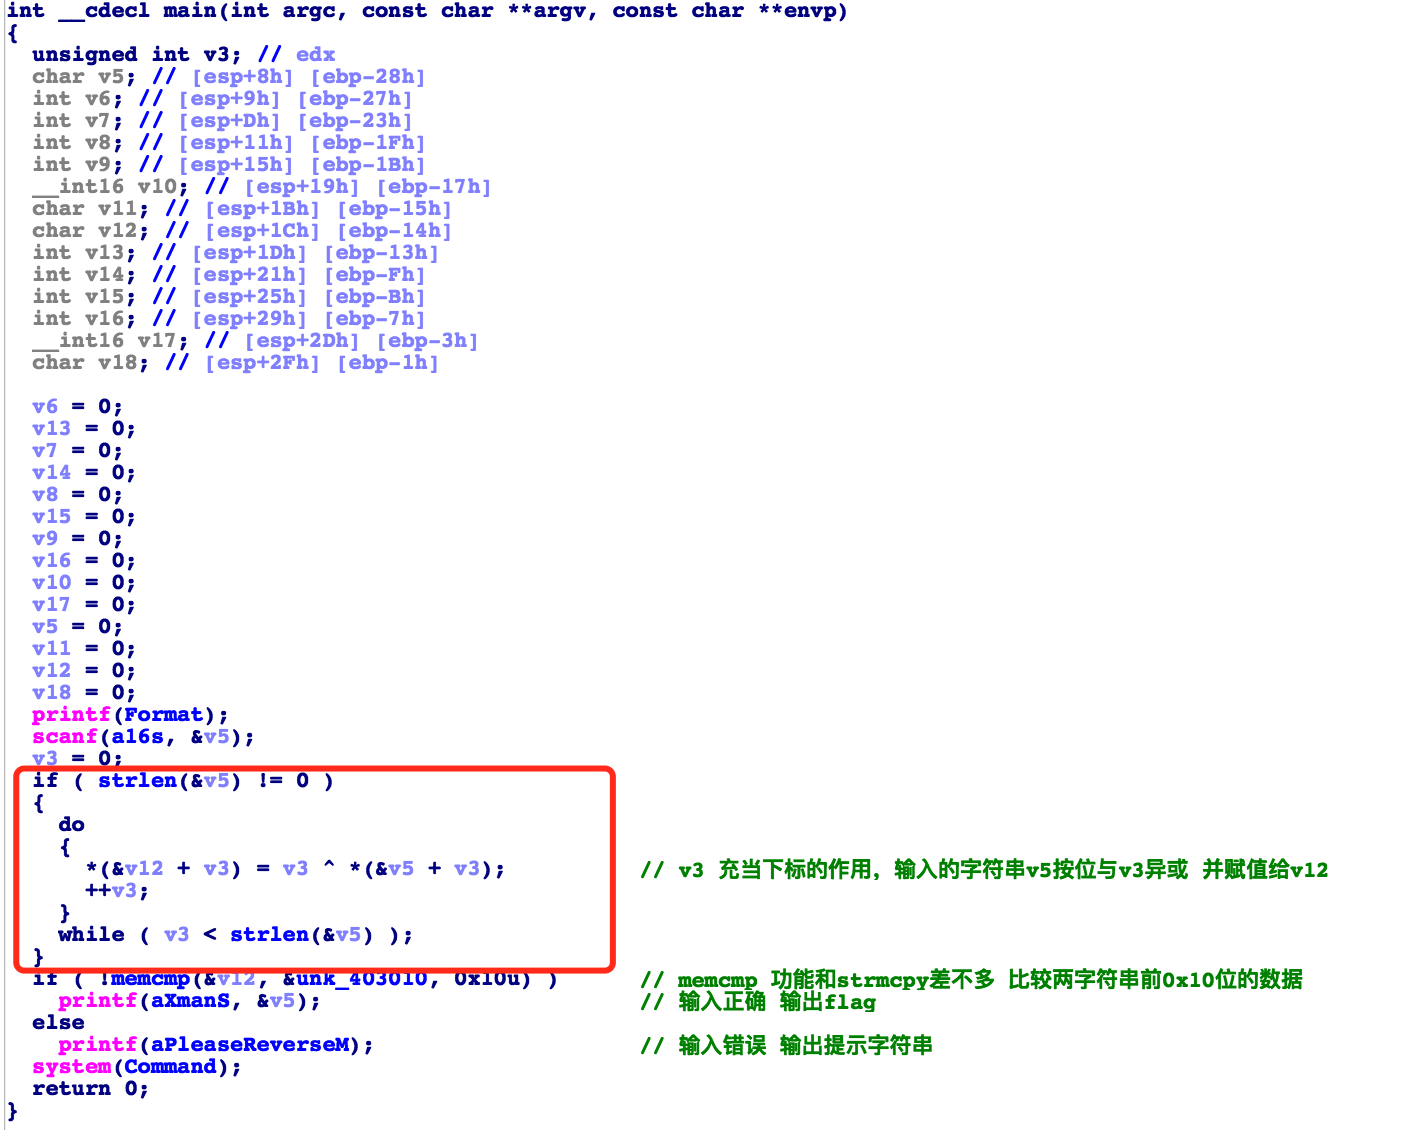 int __cdecl main(int argc, const char **argv, const char **envp)
{
unsigned int v3; // edx
char v5; // [esp+8h] [ebp-28h]
int v6; // [esp+9h] [ebp-27h]
int v7; // [esp+Dh] [ebp-23h]
int v8; // [esp+11h] [ebp-1Fh]
int v9; // [esp+15h] [ebp-1Bh]
__int16 v10; // [esp+19h] [ebp-17h]
char v11; // [esp+1Bh] [ebp-15h]
char v12; // [esp+1Ch] [ebp-14h]
int v13; // [esp+1Dh] [ebp-13h]
int v14; // [esp+21h] [ebp-Fh]
int v15; // [esp+25h] [ebp-Bh]
int v16; // [esp+29h] [ebp-7h]
__int16 v17; // [esp+2Dh] [ebp-3h]
char v18; // [esp+2Fh] [ebp-1h]
v6 = 0;
v13 = 0;
v7 = 0;
v14 = 0;
v8 = 0;
v15 = 0;
v9 = 0;
v16 = 0;
v10 = 0;
v17 = 0;
v5 = 0;
v11 = 0;
v12 = 0;
v18 = 0;
printf(Format);
scanf(a16s, &v5);
v3 = 0;
if ( strlen(&v5) != 0 )
{
do
{
*(&v12 + v3) = v3 ^ *(&v5 + v3); // v3 充当下标的作用，输入的字符串v5按位与v3异或 并赋值给v12
++v3;
}
while ( v3 < strlen(&v5) );
}
if ( !memcmp(&v12, &unk_403010, 0x10u) ) // memcmp 功能和strmcpy差不多 比较两字符串前0x10位的数据
printf(aXmanS, &v5); // 输入正确 输出flag
else
printf(aPleaseReverseM); // 输入错误 输出提示字符串
system(Command);
return 0;
}